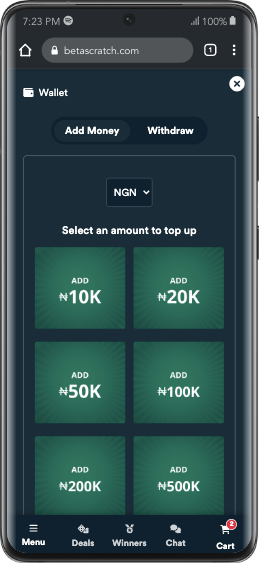 7:23 PM
100%
betascratch.com
1
Wallet
Add Money Withdraw
NGN
Select an amount to top up
ADD
₦10K
ADD
₦20K
ADD
₦50K
ADD
₦100K
ADD
₦200K
ADD
₦500K
2
Menu Deals Winners Chat Cart